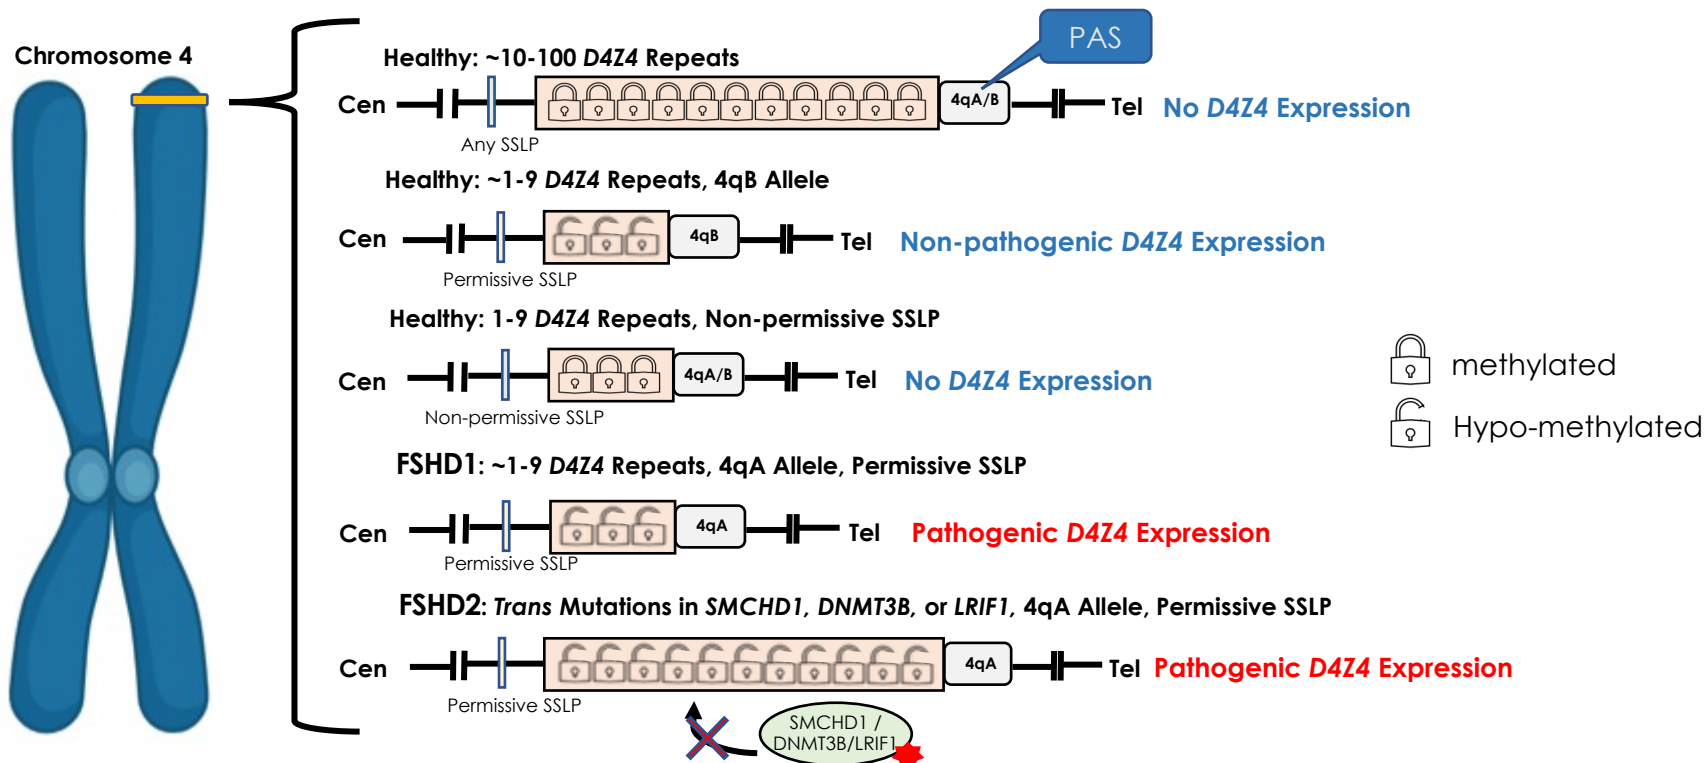 Chromosome 4
PAS
Healthy: ~10-100 D4Z4 Repeats
Cen
4qA/B
Tel
No D4Z4 Expression
Any SSLP
Healthy: ~1-9 D4Z4 Repeats, 4qB Allele
Cen
4qB
Tel
Non-pathogenic D4Z4 Expression
Permissive SSLP
Healthy: 1-9 D4Z4 Repeats, Non-permissive SSLP
Cen
4qA/B
Tel
No D4Z4 Expression
Non-permissive SSLP
methylated
Hypo-methylated
FSHD1: ~1-9 D4Z4 Repeats, 4qA Allele, Permissive SSLP
Cen
4qA
Tel
Pathogenic D4Z4 Expression
Permissive SSLP
FSHD2: Trans Mutations in SMCHD1, DNMT3B, or LRIF1, 4qA Allele, Permissive SSLP
Cen
4qA
Tel
Pathogenic D4Z4 Expression
Permissive SSLP
SMCHD1 /
DNMT3B/LRIF1